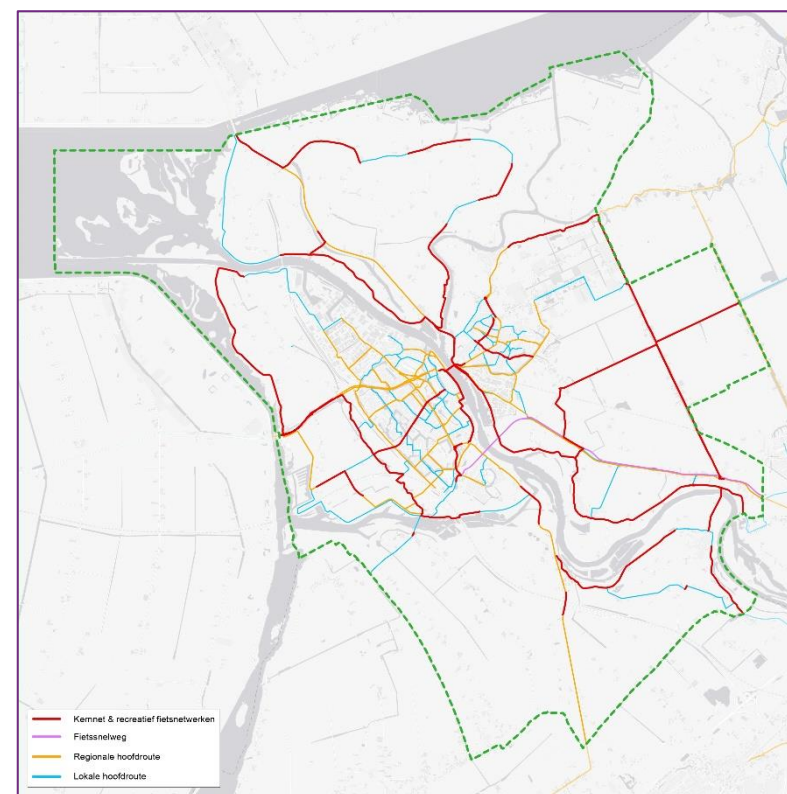 Kernnet & recreatief fietsnetwerken
Fietssnelweg
Regionale hoofdroute
Lokale hoofdroute